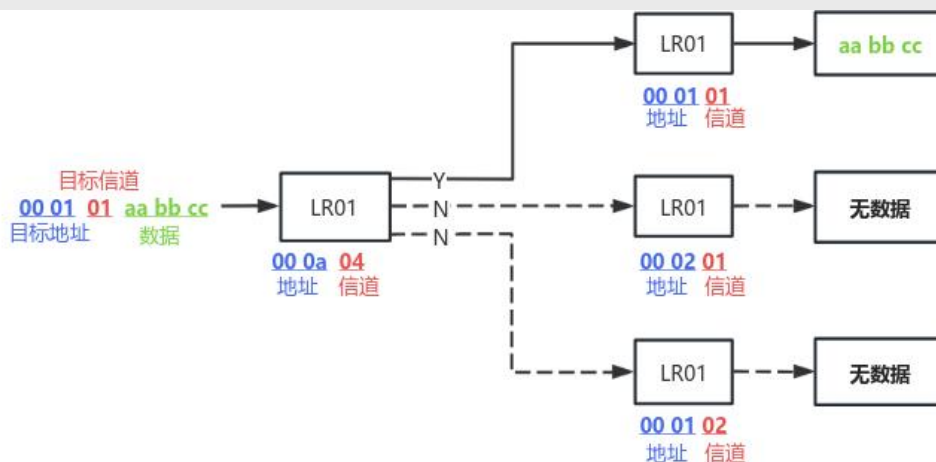 LR01
aa bb cc
00 01 01
地址 信道
目标信道
00 01 01 aa bb cc
目标地址 数据
LR01
00 0a 04
地址 信道
Y
N
N
LR01
无数据
00 02 01
地址 信道
LR01
无数据
00 01 02
地址 信道